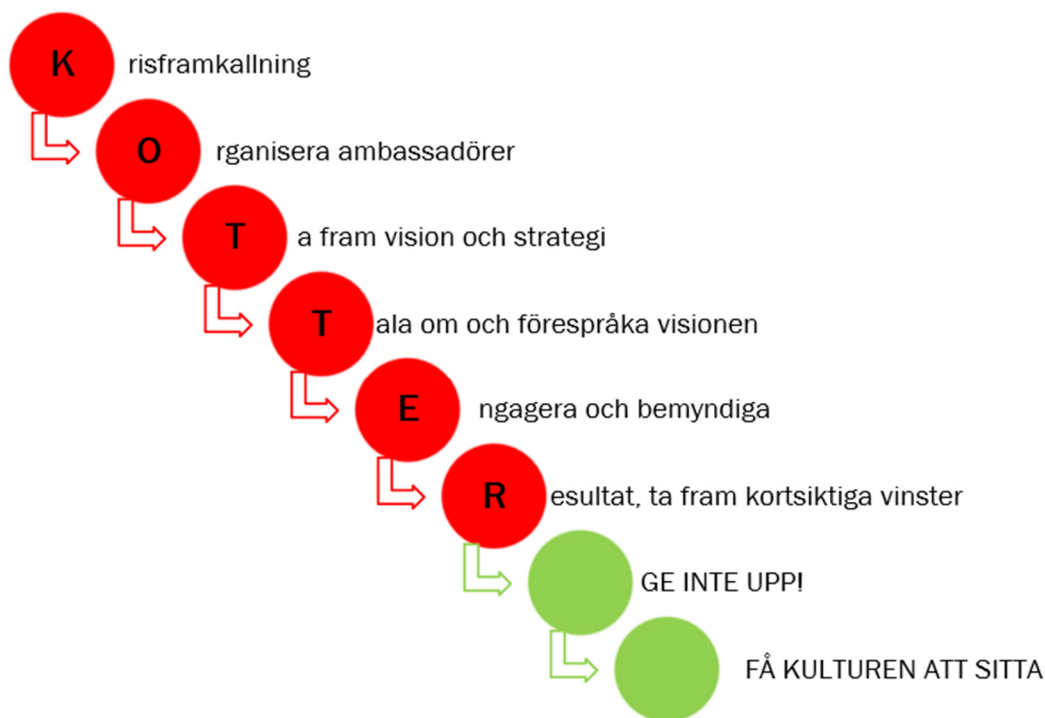 K risframkallning
O rganisera ambassadörer
T a fram vision och strategi
T ala om och förespråka visionen
E ngagera och bemyndiga
R esultat, ta fram kortsiktiga vinster
GE INTE UPP!
FÅ KULTUREN ATT SITTA